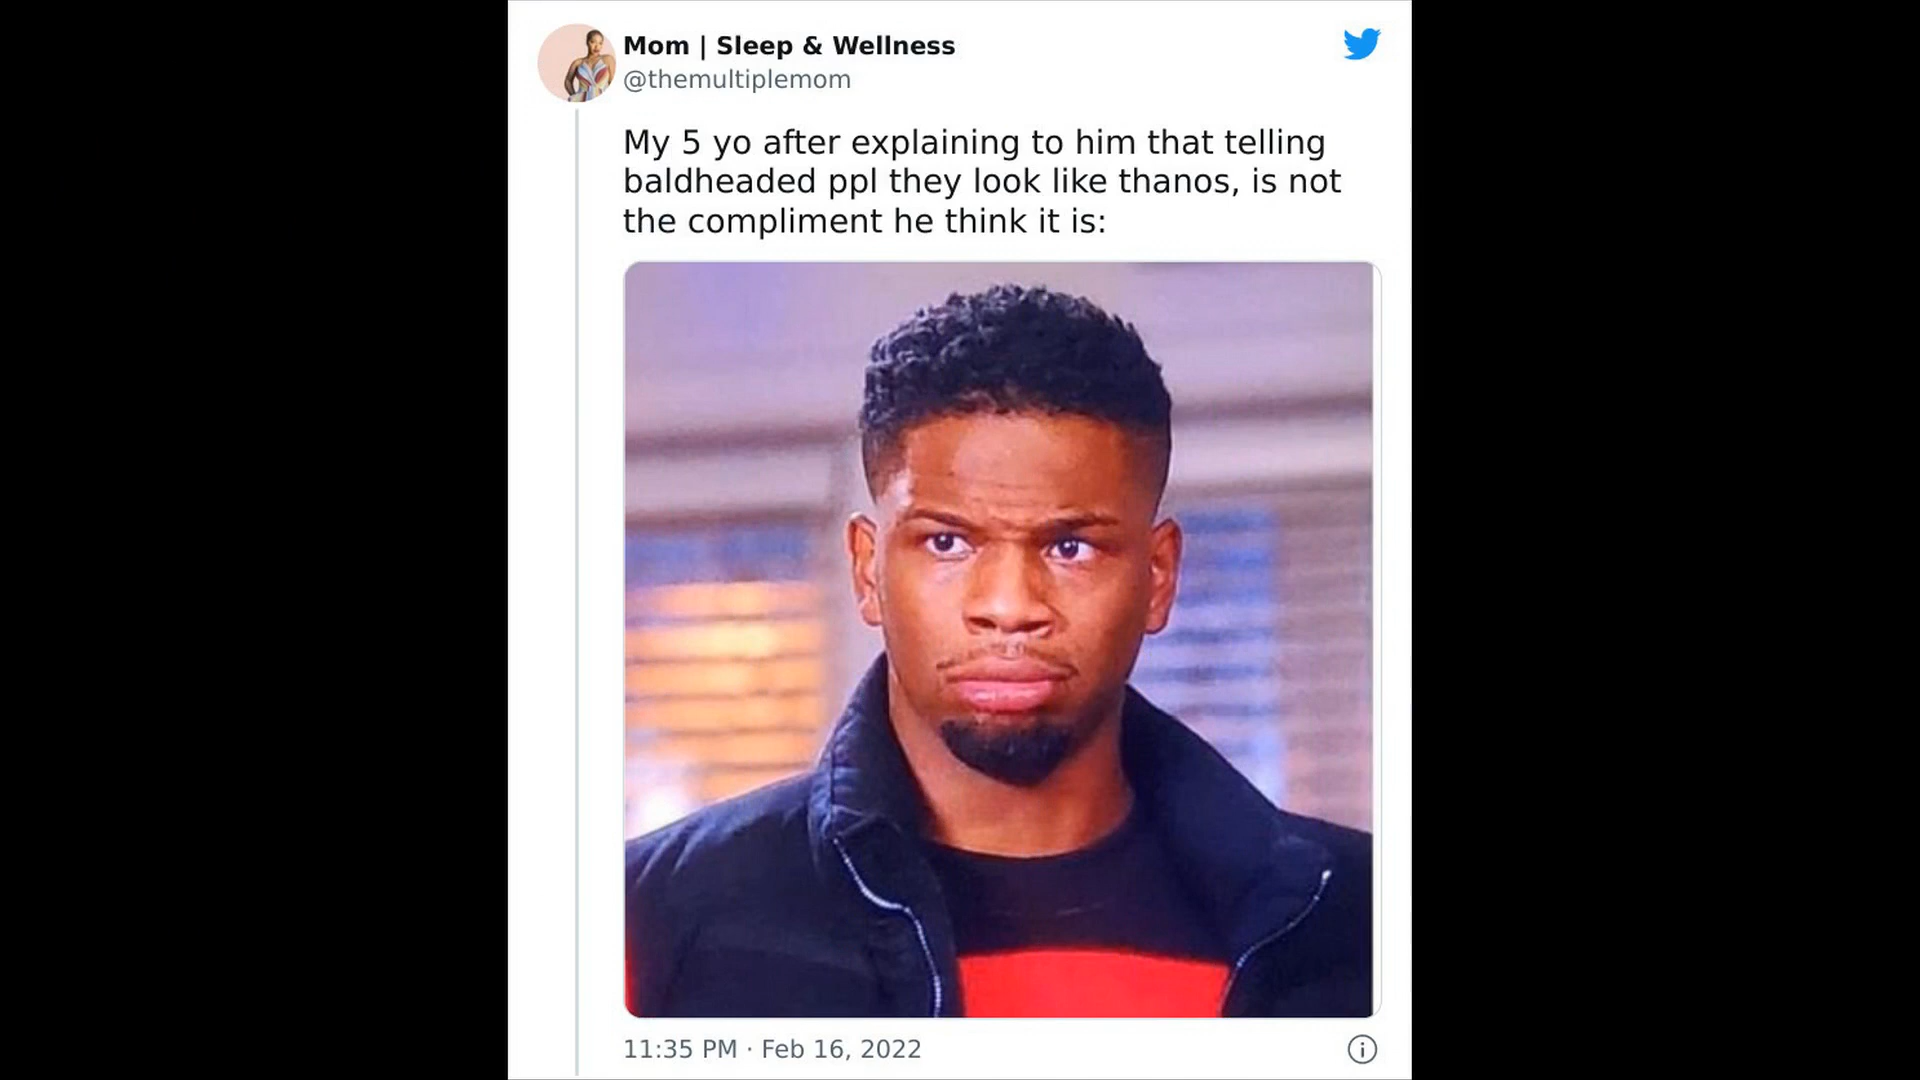 Mom | Sleep & Wellness
@themultiplemom
My 5 yo after explaining to him that telling
baldheaded ppl they look like thanos, is not
the compliment he think it is:
11:35 PM · Feb 16, 2022